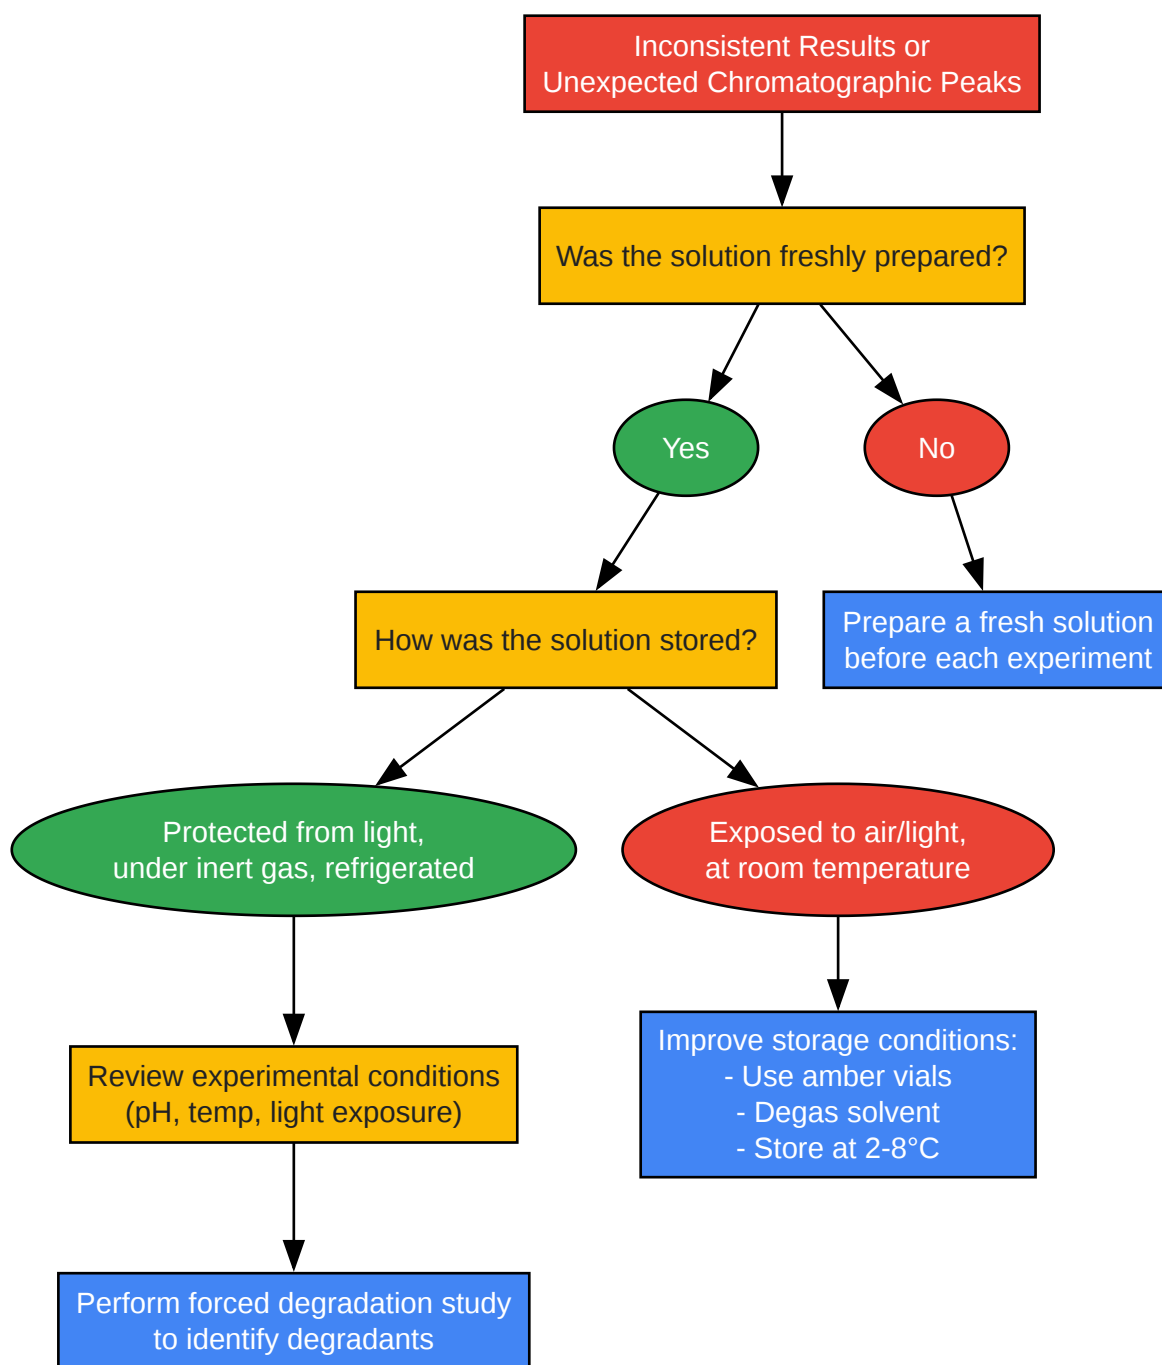 Inconsistent Results or
Unexpected Chromatographic Peaks
Was the solution freshly prepared?
Yes
No
How was the solution stored?
Prepare a fresh solution
before each experiment
Protected from light,
under inert gas, refrigerated
Exposed to air/light,
at room temperature
Review experimental conditions
(pH, temp, light exposure)
Improve storage conditions:
- Use amber vials
- Degas solvent
- Store at 2-8°C
Perform forced degradation study
to identify degradants